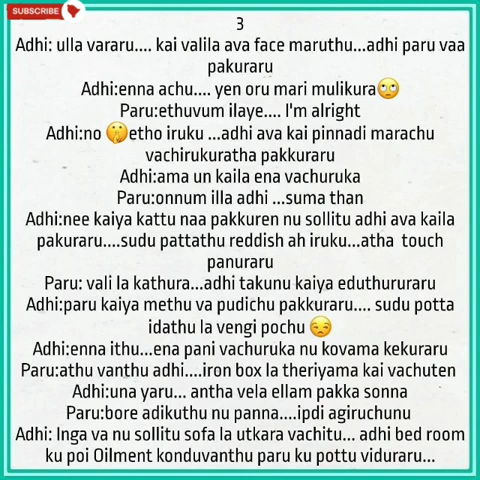 SUBSCRIBE
3
Adhi: ulla vararu.... kai valila ava face maruthu...adhi paru vaa
pakuraru
Adhi:enna achu.... yen oru mari mulikura🙄
Paru:ethuvum ilaye.... I'm alright
Adhi:no 🤫etho iruku ...adhi ava kai pinnadi marachu
vachirukuratha pakkuraru
Adhi:ama un kaila ena vachuruka
Paru:onnum illa adhi ...suma than
Adhi:nee kaiya kattu naa pakkuren nu sollitu adhi ava kaila
pakuraru....sudu pattathu reddish ah iruku...atha touch
panuraru
Paru: vali la kathura...adhi takunu kaiya eduthururaru
Adhi:paru kaiya methu va pudichu pakkuraru.... sudu potta
idathu la vengi pochu 😒
Adhi:enna ithu...ena pani vachuruka nu kovama kekuraru
Paru:athu vanthu adhi....iron box la theriyama kai vachuten
Adhi:una yaru... antha vela ellam pakka sonna
Paru:bore adikuthu nu panna....ipdi agiruchunu
Adhi: Inga va nu sollitu sofa la utkara vachitu... adhi bed room
ku poi Oilment konduvanthu paru ku pottu viduraru...